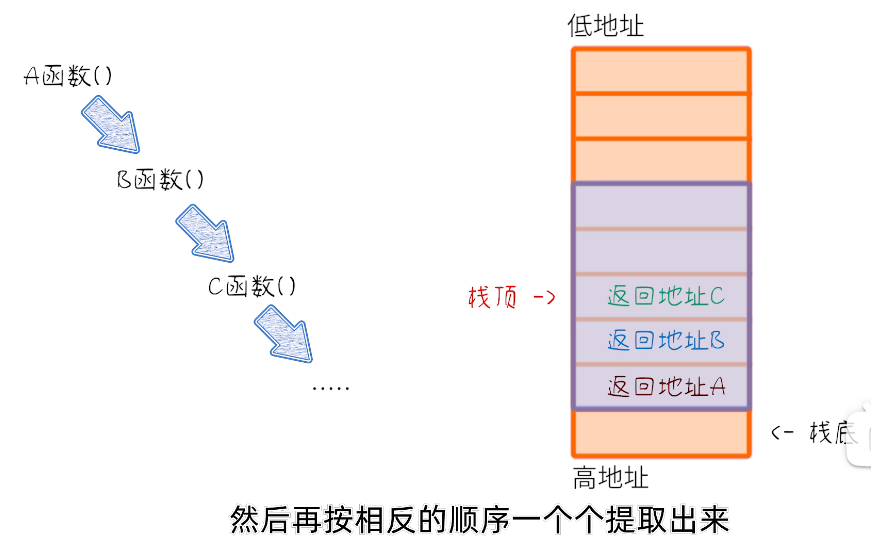 低地址
A函数()
B函数()
C函数()
.....
栈顶 ->
返回地址C
返回地址B
返回地址A
<- 栈底
高地址
然后再按相反的顺序一个个提取出来